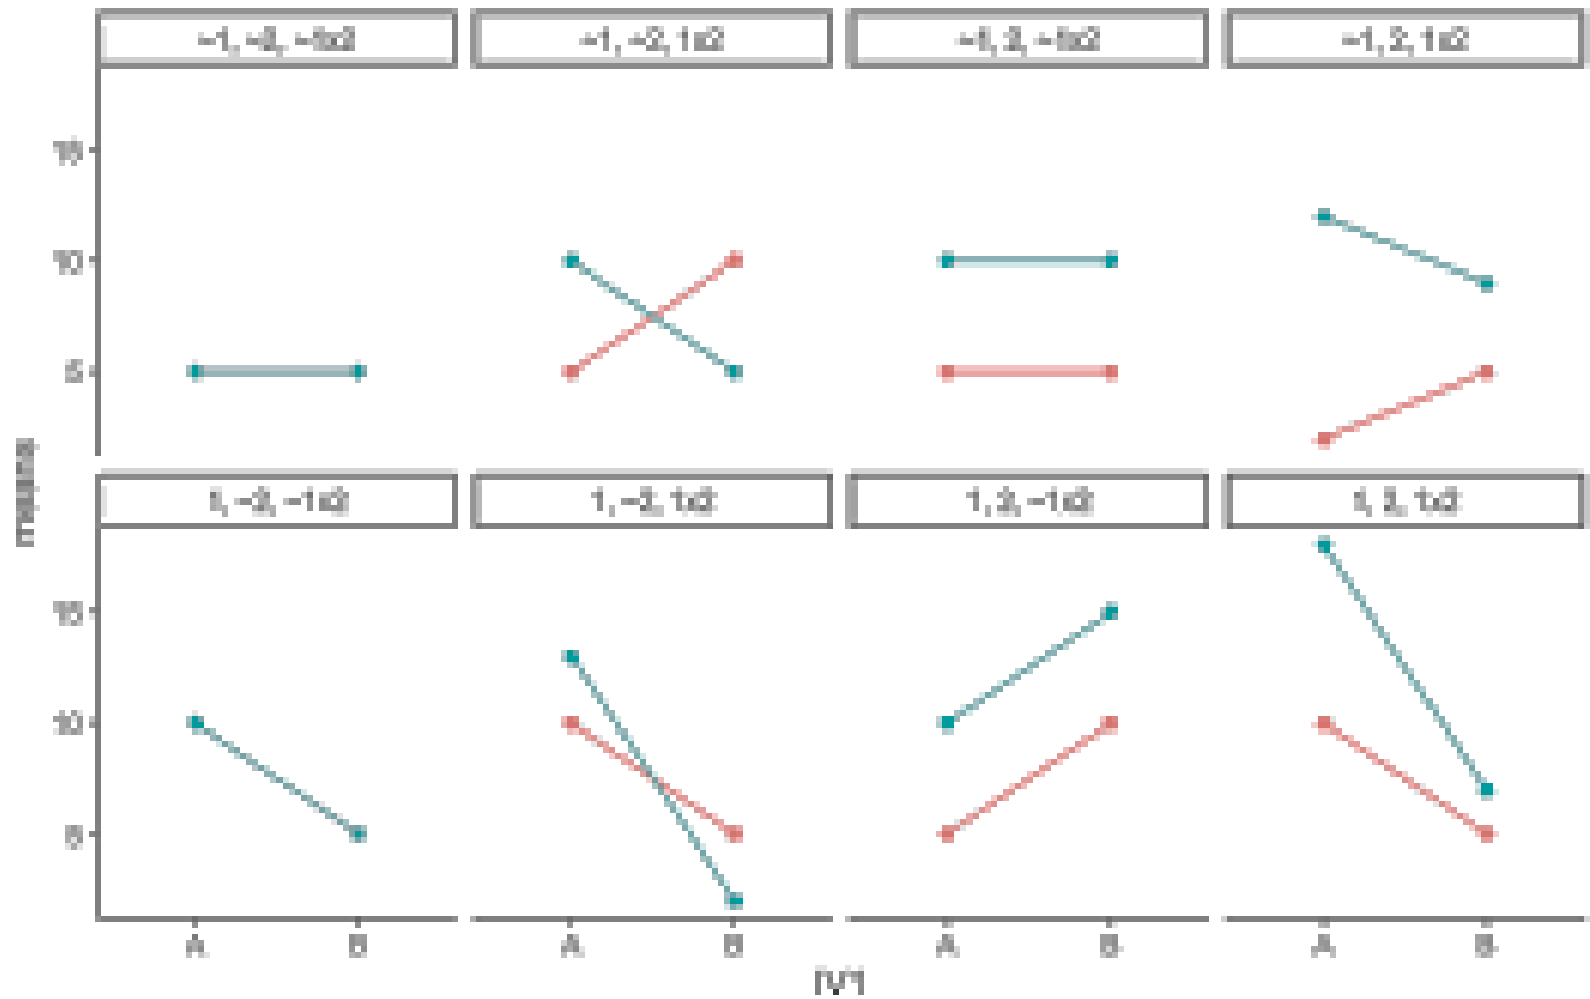 ~1, ~2, ~1x2
~1, ~2, 1x2
~1, 2, ~1x2
~1, 2, 1x2
15
10
5
means
1, ~2, ~1x2
1, ~2, 1x2
1, 2, ~1x2
1, 2, 1x2
15
10
5
A B A B A B A B
IV1